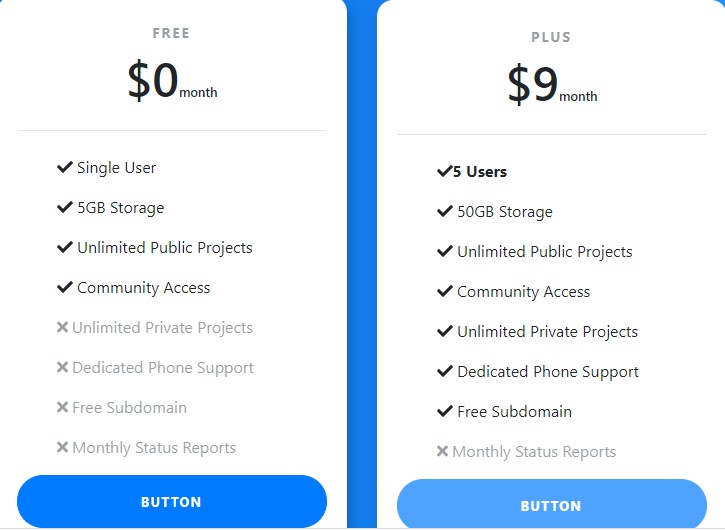 FREE
$0month
Single User
5GB Storage
Unlimited Public Projects
Community Access
Unlimited Private Projects
Dedicated Phone Support
Free Subdomain
Monthly Status Reports
BUTTON
PLUS
$9month
5 Users
50GB Storage
Unlimited Public Projects
Community Access
Unlimited Private Projects
Dedicated Phone Support
Free Subdomain
Monthly Status Reports
BUTTON